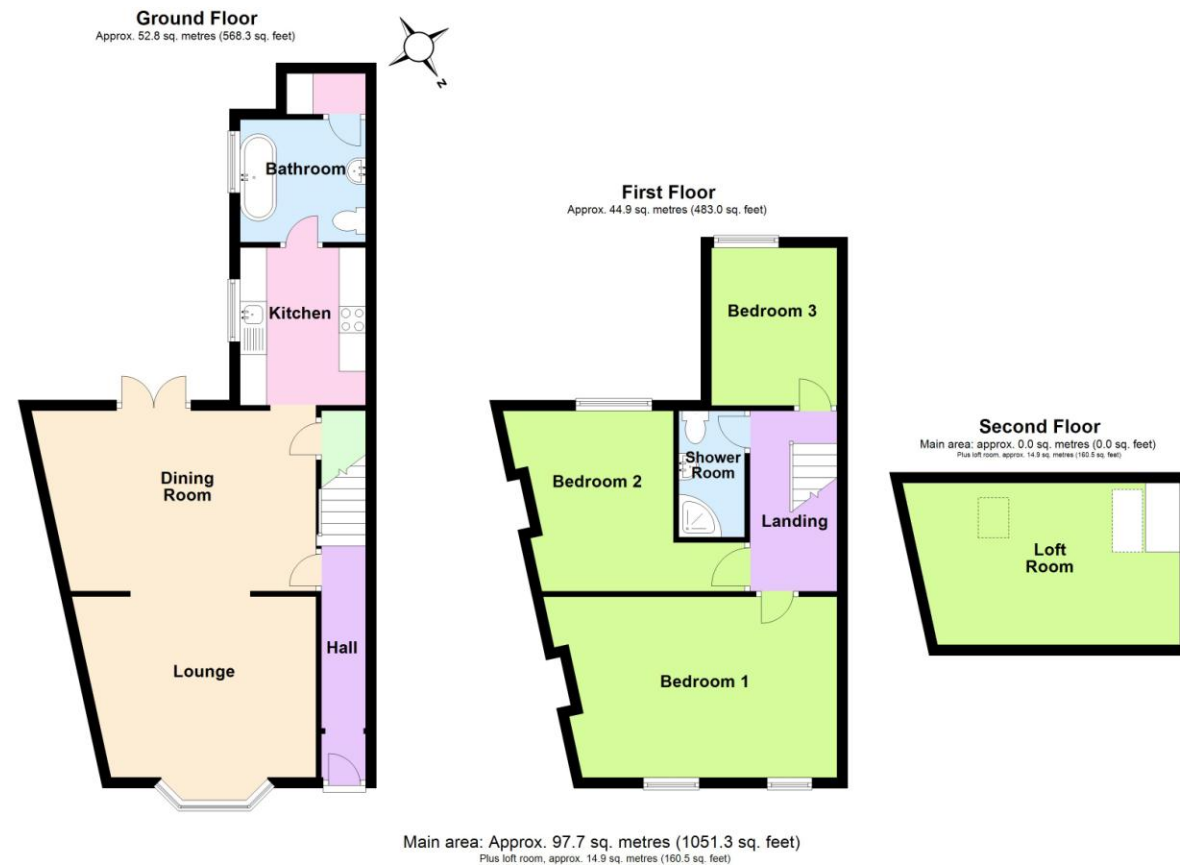 Ground Floor
Approx. 52.8 sq. metres (568.3 sq. feet)
N
Bathroom
Kitchen
Dining
Room
Lounge
Hall
First Floor
Approx. 44.9 sq. metres (483.0 sq. feet)
Bedroom 3
Bedroom 2
Shower
Room
Landing
Bedroom 1
Second Floor
Main area: approx. 0.0 sq. metres (0.0 sq. feet)
Plus loft room, approx. 14.9 sq. metres (160.5 sq. feet)
Loft
Room
Main area: Approx. 97.7 sq. metres (1051.3 sq. feet)
Plus loft room, approx. 14.9 sq. metres (160.5 sq. feet)